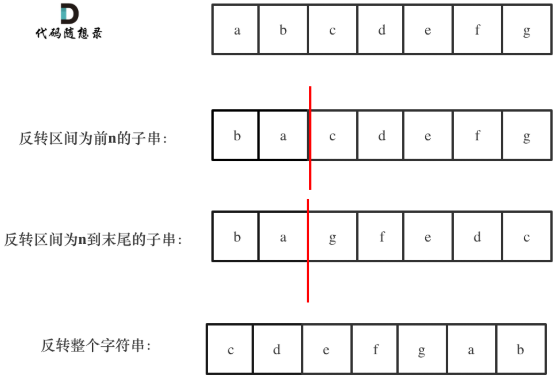 代码随想录
a b c d e f g
反转区间为前n的子串:
b a c d e f g
反转区间为n到末尾的子串:
b a g f e d c
反转整个字符串:
c d e f g a b